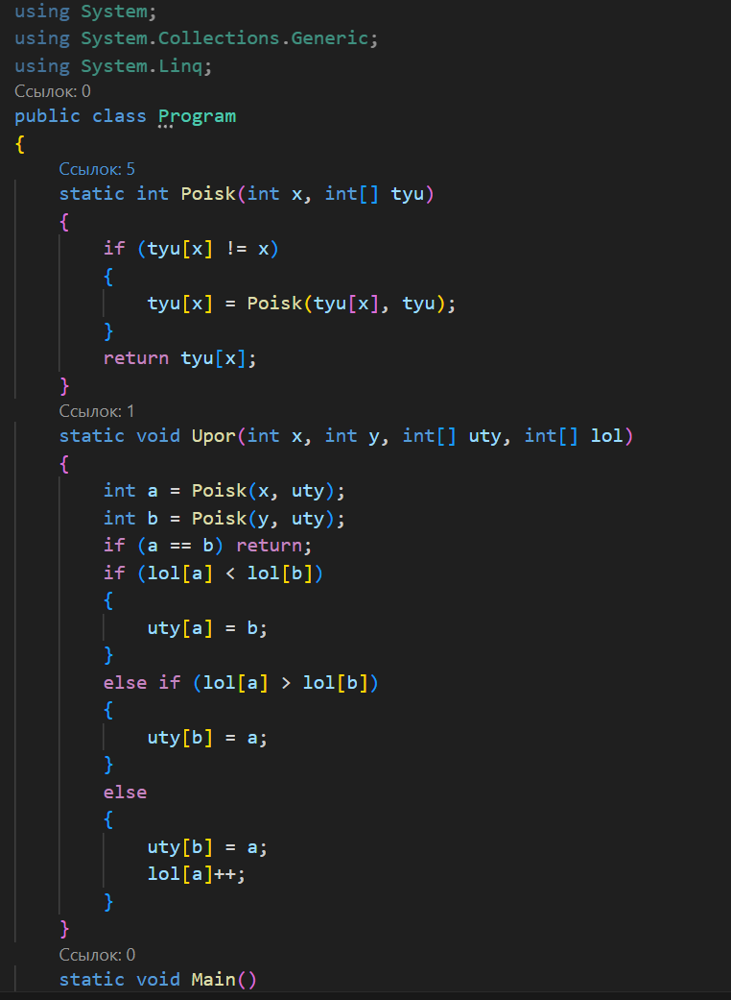 using System;
using System.Collections.Generic;
using System.Linq;
Ссылок: 0
public class Program
{
Ссылок: 5
static int Poisk(int x, int[] tyu)
{
if (tyu[x] != x)
{
tyu[x] = Poisk(tyu[x], tyu);
}
return tyu[x];
}
Ссылок: 1
static void Upor(int x, int y, int[] uty, int[] lol)
{
int a = Poisk(x, uty);
int b = Poisk(y, uty);
if (a == b) return;
if (lol[a] < lol[b])
{
uty[a] = b;
}
else if (lol[a] > lol[b])
{
uty[b] = a;
}
else
{
uty[b] = a;
lol[a]++;
}
}
Ссылок: 0
static void Main()